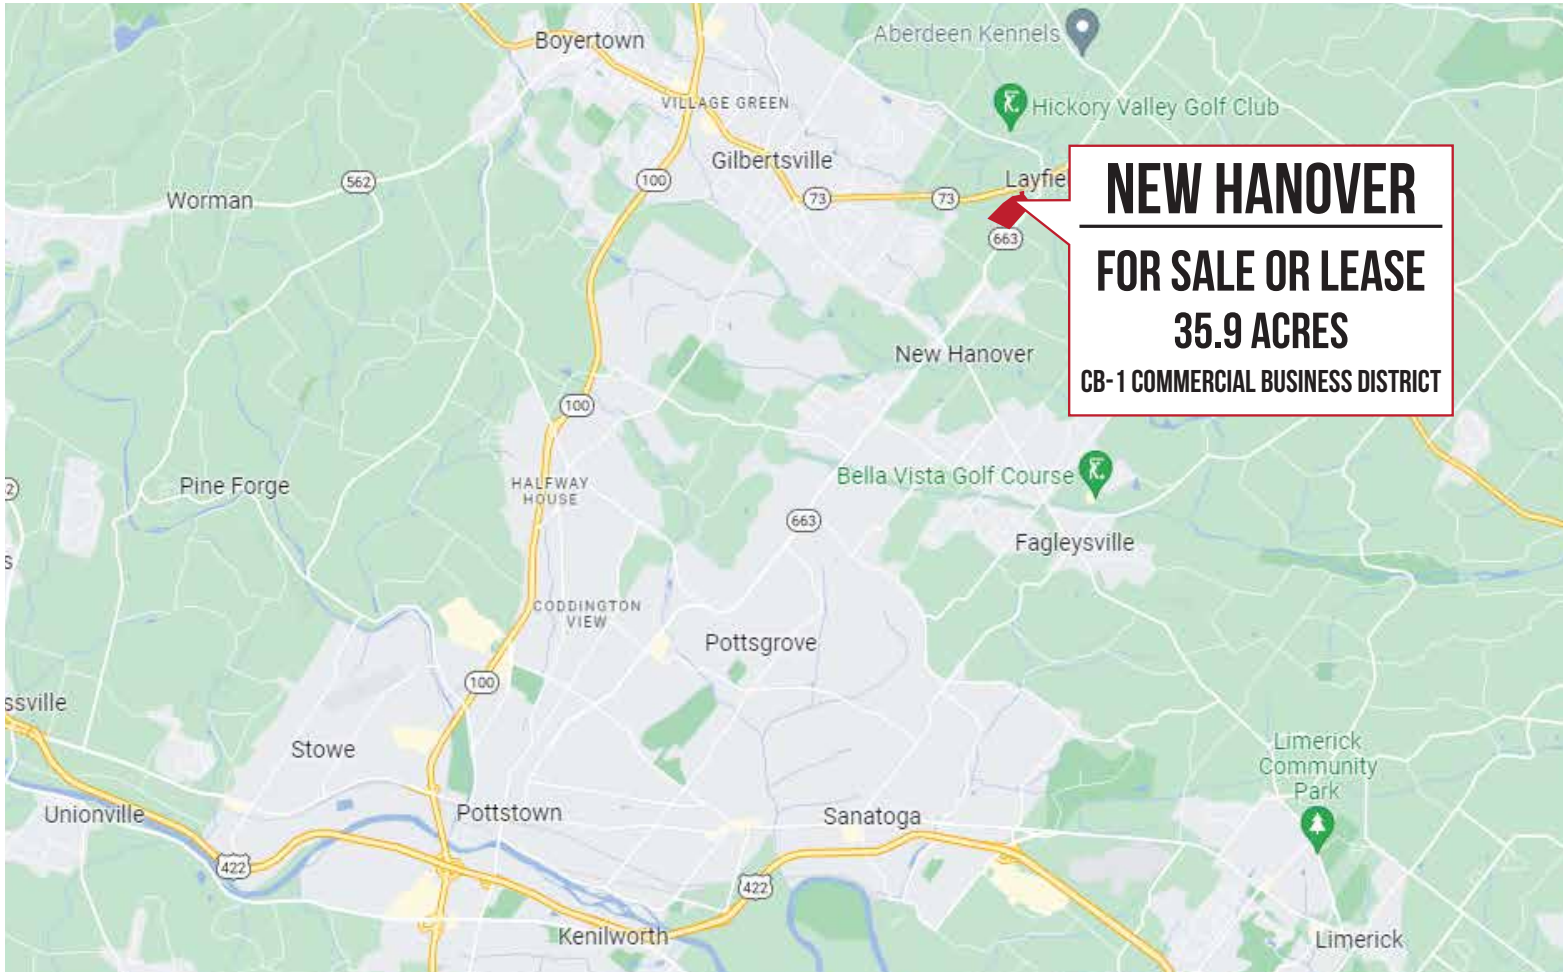 Boyertown
Aberdeen Kennels
VILLAGE GREEN
Hickory Valley Golf Club
Gilbertsville
562
100
Worman
73
73
Layfie
663
NEW HANOVER
FOR SALE OR LEASE
35.9 ACRES
CB-1 COMMERCIAL BUSINESS DISTRICT
New Hanover
100
Pine Forge
HALFWAY
HOUSE
Bella Vista Golf Course
2
663
Fagleysville
s
CODDINGTON
VIEW
Pottsgrove
100
ssville
Stowe
Limerick
Community
Park
Unionville
Pottstown
Sanatoga
422
422
Kenilworth
Limerick